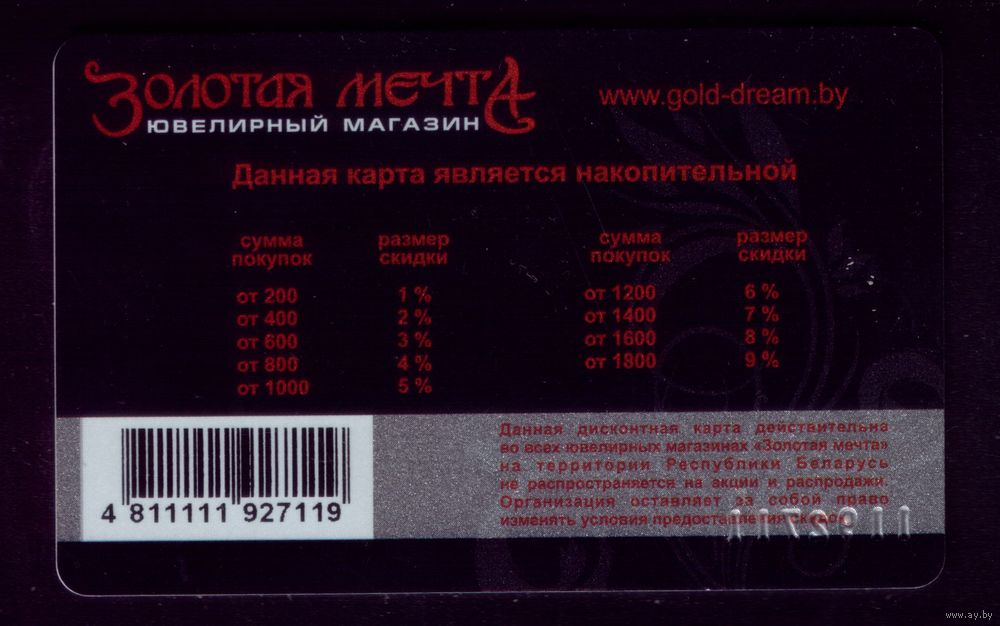 ЗОЛОТАЯ МЕЧТА
ЮВЕЛИРНЫЙ МАГАЗИН
www.gold-dream.by
Данная карта является накопительной
сумма покупок размер скидки
от 200 1 %
от 400 2 %
от 600 3 %
от 800 4 %
от 1000 5 %
сумма покупок размер скидки
от 1200 6 %
от 1400 7 %
от 1600 8 %
от 1800 9 %
4 811111 927119
Данная дисконтная карта действительна
во всех ювелирных магазинах «Золотая мечта»
на территории Республики Беларусь
не распространяется на акции и распродажи.
Организация оставляет за собой право
изменять условия предоставления скидок.
www.ay.by